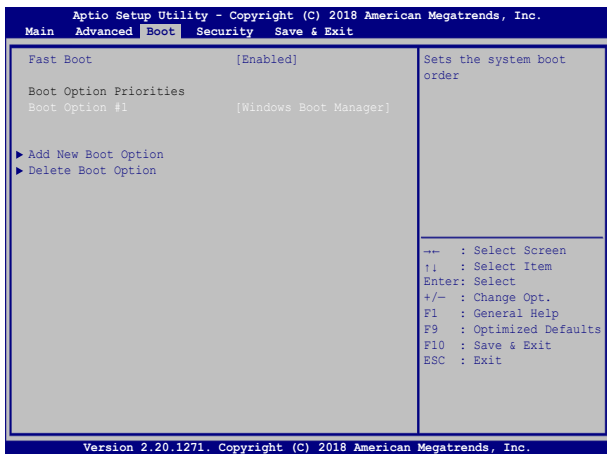 Aptio Setup Utility - Copyright (C) 2018 American Megatrends, Inc.
Main Advanced Boot Security Save & Exit
Fast Boot [Enabled]
Boot Option Priorities
Boot Option #1 [Windows Boot Manager]
▶ Add New Boot Option
▶ Delete Boot Option
Sets the system boot
order
→← : Select Screen
↑↓ : Select Item
Enter: Select
+/— : Change Opt.
F1 : General Help
F9 : Optimized Defaults
F10 : Save & Exit
ESC : Exit
Version 2.20.1271. Copyright (C) 2018 American Megatrends, Inc.